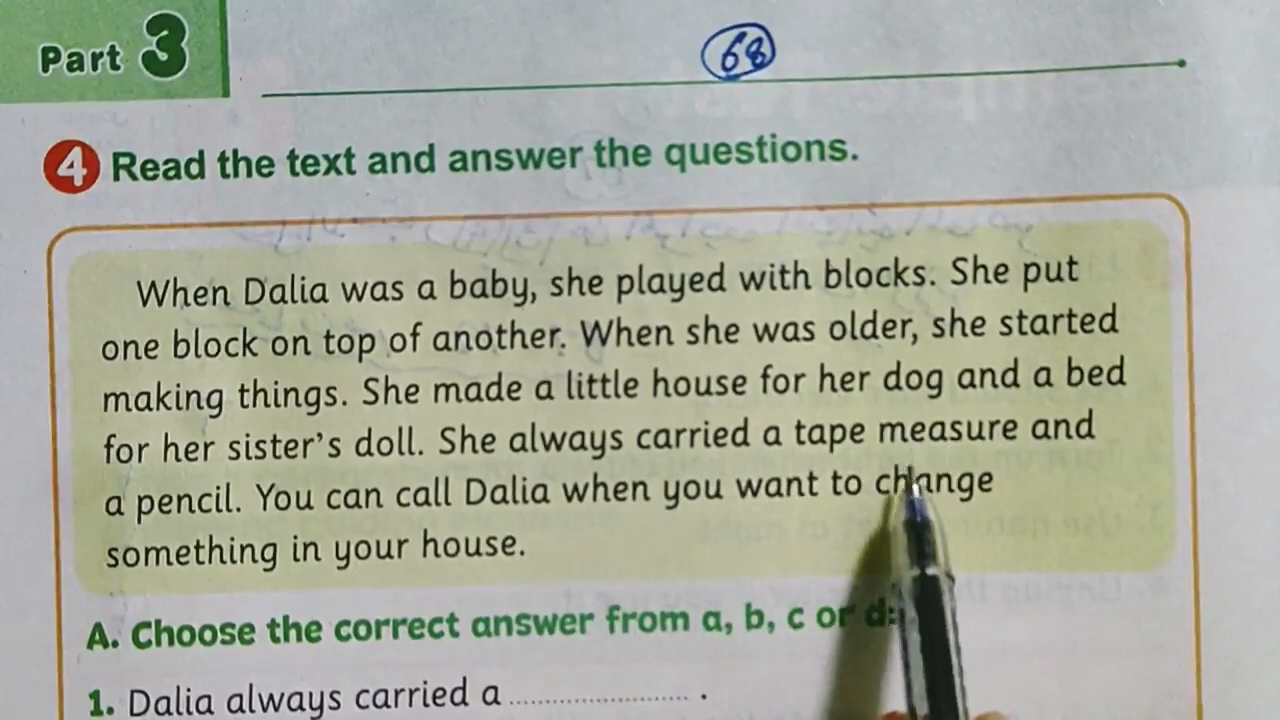 Part 3
68
4 Read the text and answer the questions.
When Dalia was a baby, she played with blocks. She put
one block on top of another. When she was older, she started
making things. She made a little house for her dog and a bed
for her sister's doll. She always carried a tape measure and
a pencil. You can call Dalia when you want to change
something in your house.
A. Choose the correct answer from a, b, c or d:
1. Dalia always carried a .................... .